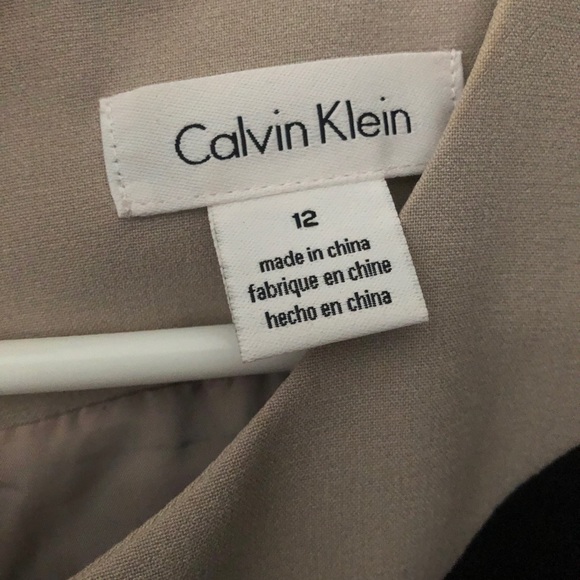 Calvin Klein
12
made in china
fabrique en chine
hecho en china